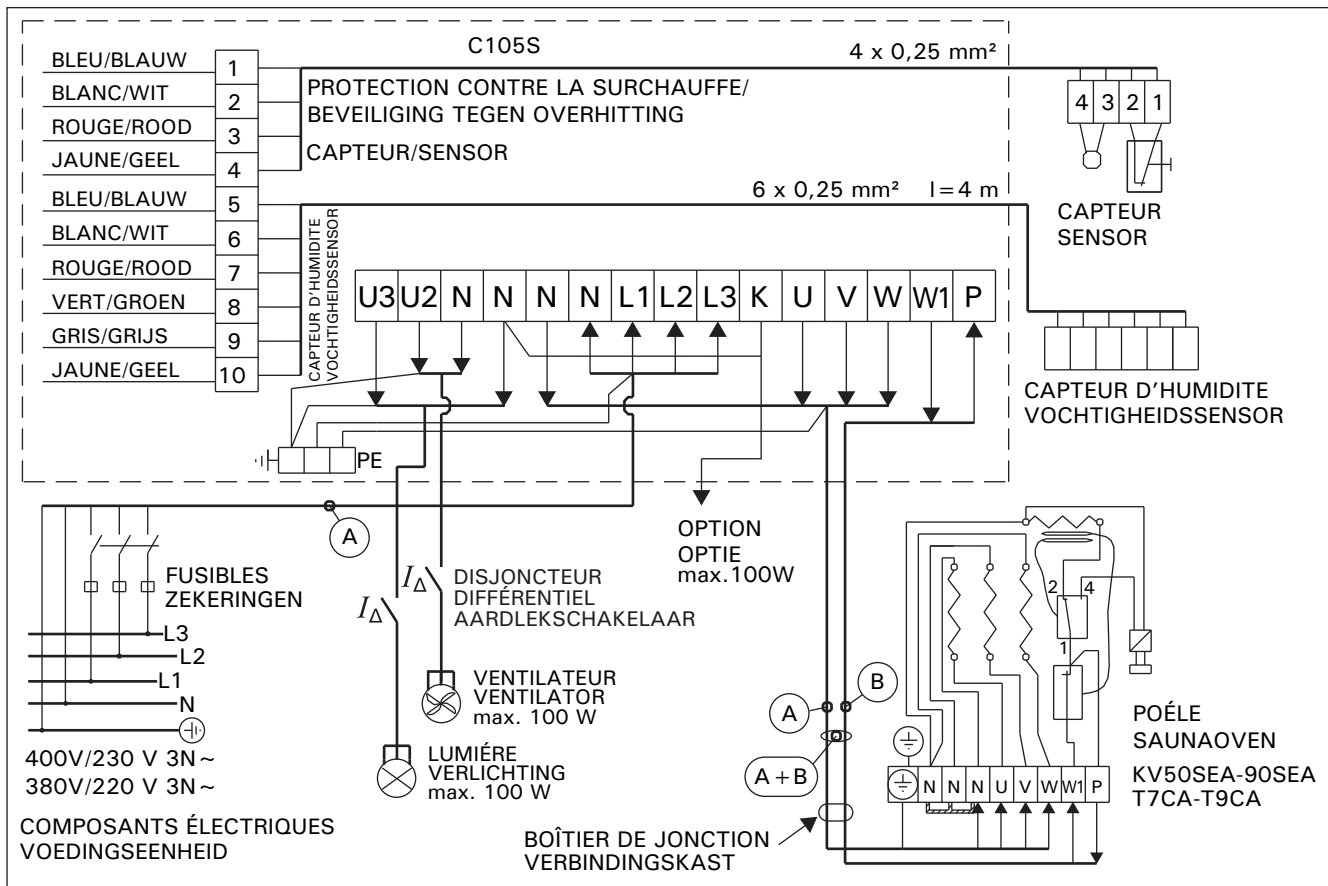 C105S
4 x 0,25 mm²
BLEU/BLAUW 1
BLANC/WIT 2
ROUGE/ROOD 3
JAUNE/GEEL 4
BLEU/BLAUW 5
BLANC/WIT 6
ROUGE/ROOD 7
VERT/GROEN 8
GRIS/GRIJS 9
JAUNE/GEEL 10
PROTECTION CONTRE LA SURCHAUFFE/
BEVEILIGING TEGEN OVERHITTING
CAPTEUR/SENSOR
4 3 2 1
CAPTEUR
SENSOR
6 x 0,25 mm² l=4 m
CAPTEUR D'HUMIDITE
VOCHTIGHEIDSSENSOR
U3 U2 N N N N L1 L2 L3 K U V W W1 P
CAPTEUR D'HUMIDITE
VOCHTIGHEIDSSENSOR
PE
A
OPTION
OPTIE
max.100W
FUSIBLES
ZEKERINGEN
L3
L2
L1
N
400V/230 V 3N~
380V/220 V 3N~
COMPOSANTS ÉLECTRIQUES
VOEDINGSEENHEID
IΔ
IΔ
DISJONCTEUR
DIFFÉRENTIEL
AARDLEKSCHAKELAAR
VENTILATEUR
VENTILATOR
max. 100 W
LUMIÉRE
VERLICHTING
max. 100 W
A
B
A+B
BOÎTIER DE JONCTION
VERBINDINGSKAST
2 4
1
N N N U V W W1 P
POÉLE
SAUNAOVEN
KV50SEA-90SEA
T7CA-T9CA